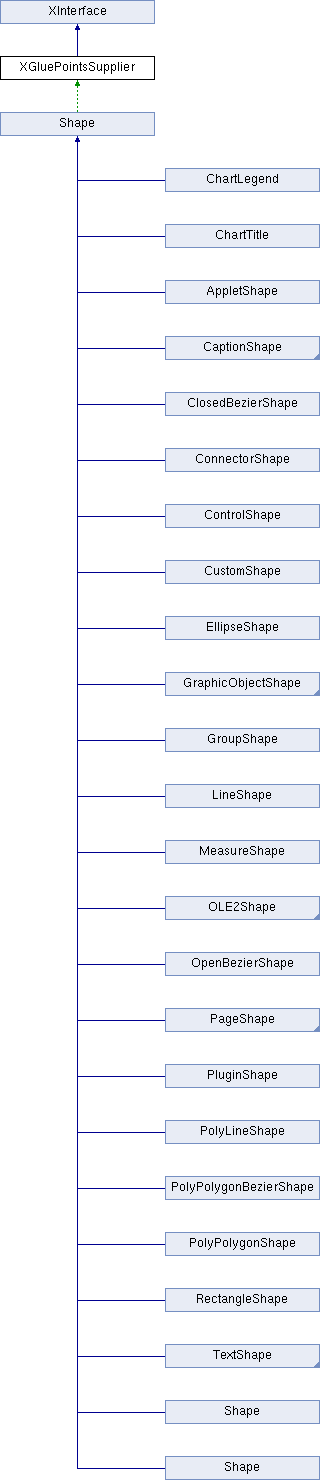 XInterface
XGluePointsSupplier
Shape
ChartLegend
ChartTitle
AppletShape
CaptionShape
ClosedBezierShape
ConnectorShape
ControlShape
CustomShape
EllipseShape
GraphicObjectShape
GroupShape
LineShape
MeasureShape
OLE2Shape
OpenBezierShape
PageShape
PluginShape
PolyLineShape
PolyPolygonBezierShape
PolyPolygonShape
RectangleShape
TextShape
Shape
Shape